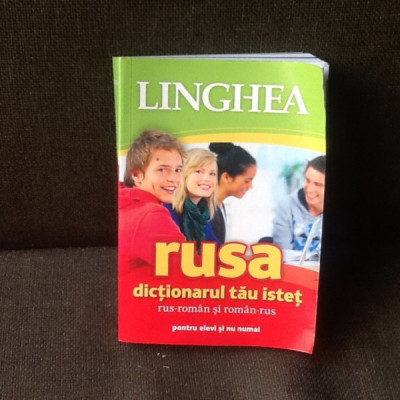 LINGHEA
rusa
dicționarul tău isteț
rus-român și român-rus
pentru elevi și nu numai